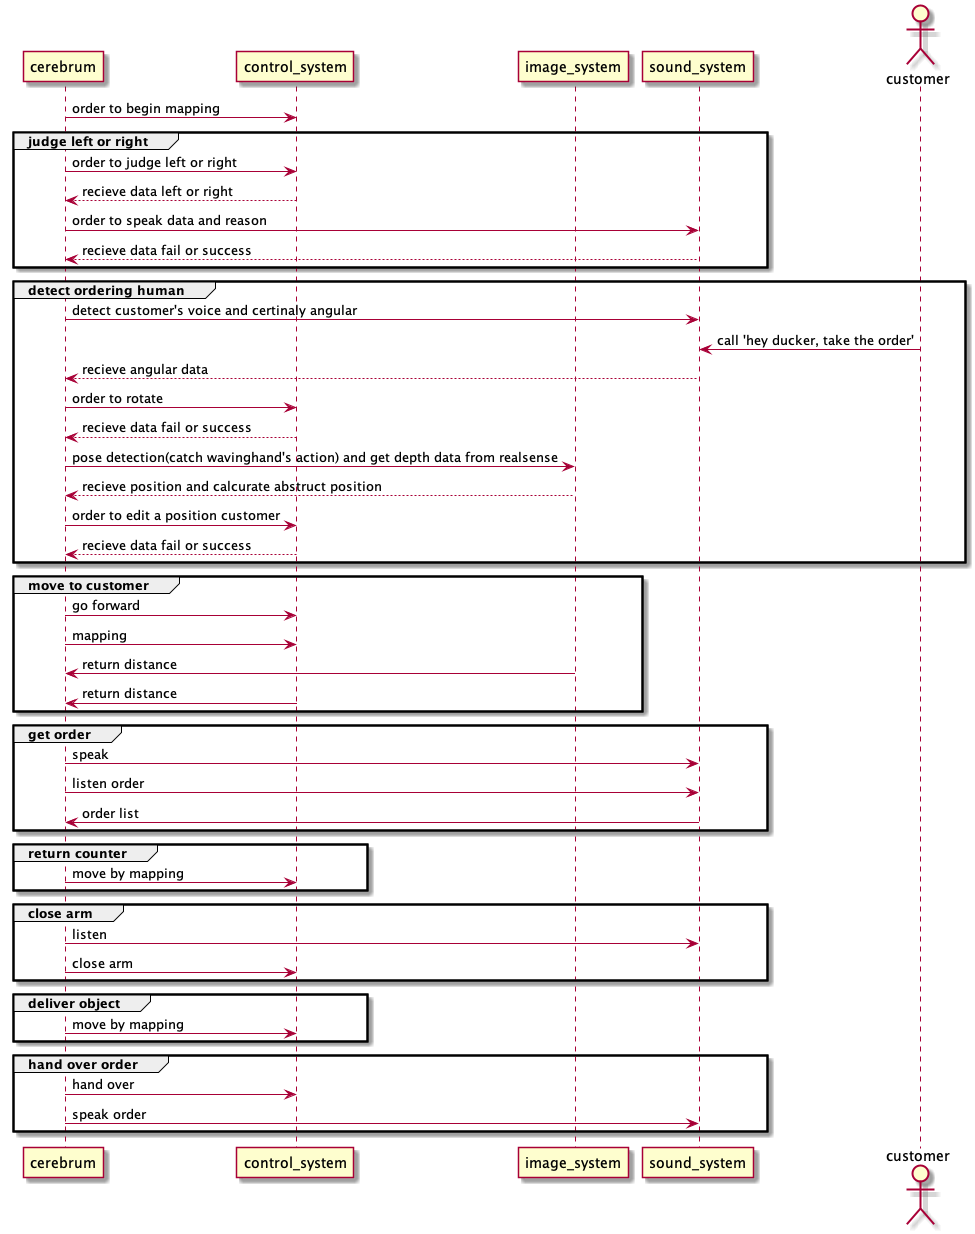 customer
cerebrum control_system image_system sound_system
order to begin mapping
judge left or right
order to judge left or right
recieve data left or right
order to speak data and reason
recieve data fail or success
detect ordering human
detect customer's voice and certinaly angular
call 'hey ducker, take the order'
recieve angular data
order to rotate
recieve data fail or success
pose detection(catch wavinghand's action) and get depth data from realsense
recieve position and calcurate abstruct position
order to edit a position customer
recieve data fail or success
move to customer
go forward
mapping
return distance
return distance
get order
speak
listen order
order list
return counter
move by mapping
close arm
listen
close arm
deliver object
move by mapping
hand over order
hand over
speak order
cerebrum control_system image_system sound_system
customer